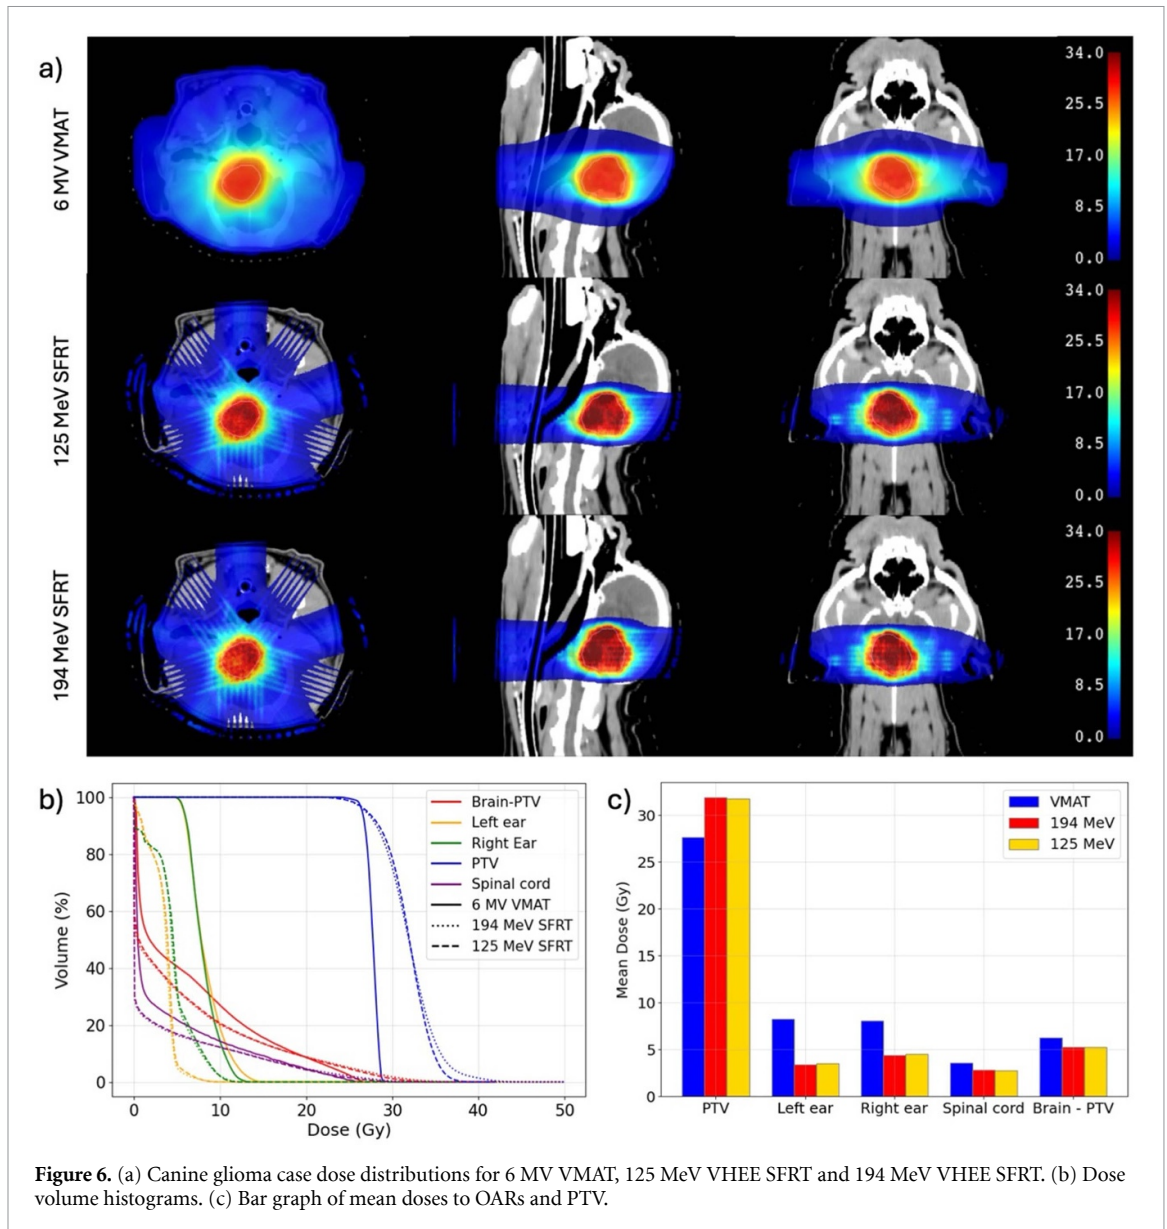 a)
6 MV VMAT
34.0
25.5
17.0
8.5
0.0
125 MeV SFRT
34.0
25.5
17.0
8.5
0.0
194 MeV SFRT
34.0
25.5
17.0
8.5
0.0
b)
Volume (%)
100
80
60
40
20
0
0
10
20
30
40
50
Dose (Gy)
Brain-PTV
Left ear
Right Ear
PTV
Spinal cord
6 MV VMAT
194 MeV SFRT
125 MeV SFRT
c)
Mean Dose (Gy)
30
25
20
15
10
5
0
PTV
Left ear
Right ear
Spinal cord
Brain - PTV
VMAT
194 MeV
125 MeV
Figure 6. (a) Canine glioma case dose distributions for 6 MV VMAT, 125 MeV VHEE SFRT and 194 MeV VHEE SFRT. (b) Dose
volume histograms. (c) Bar graph of mean doses to OARs and PTV.